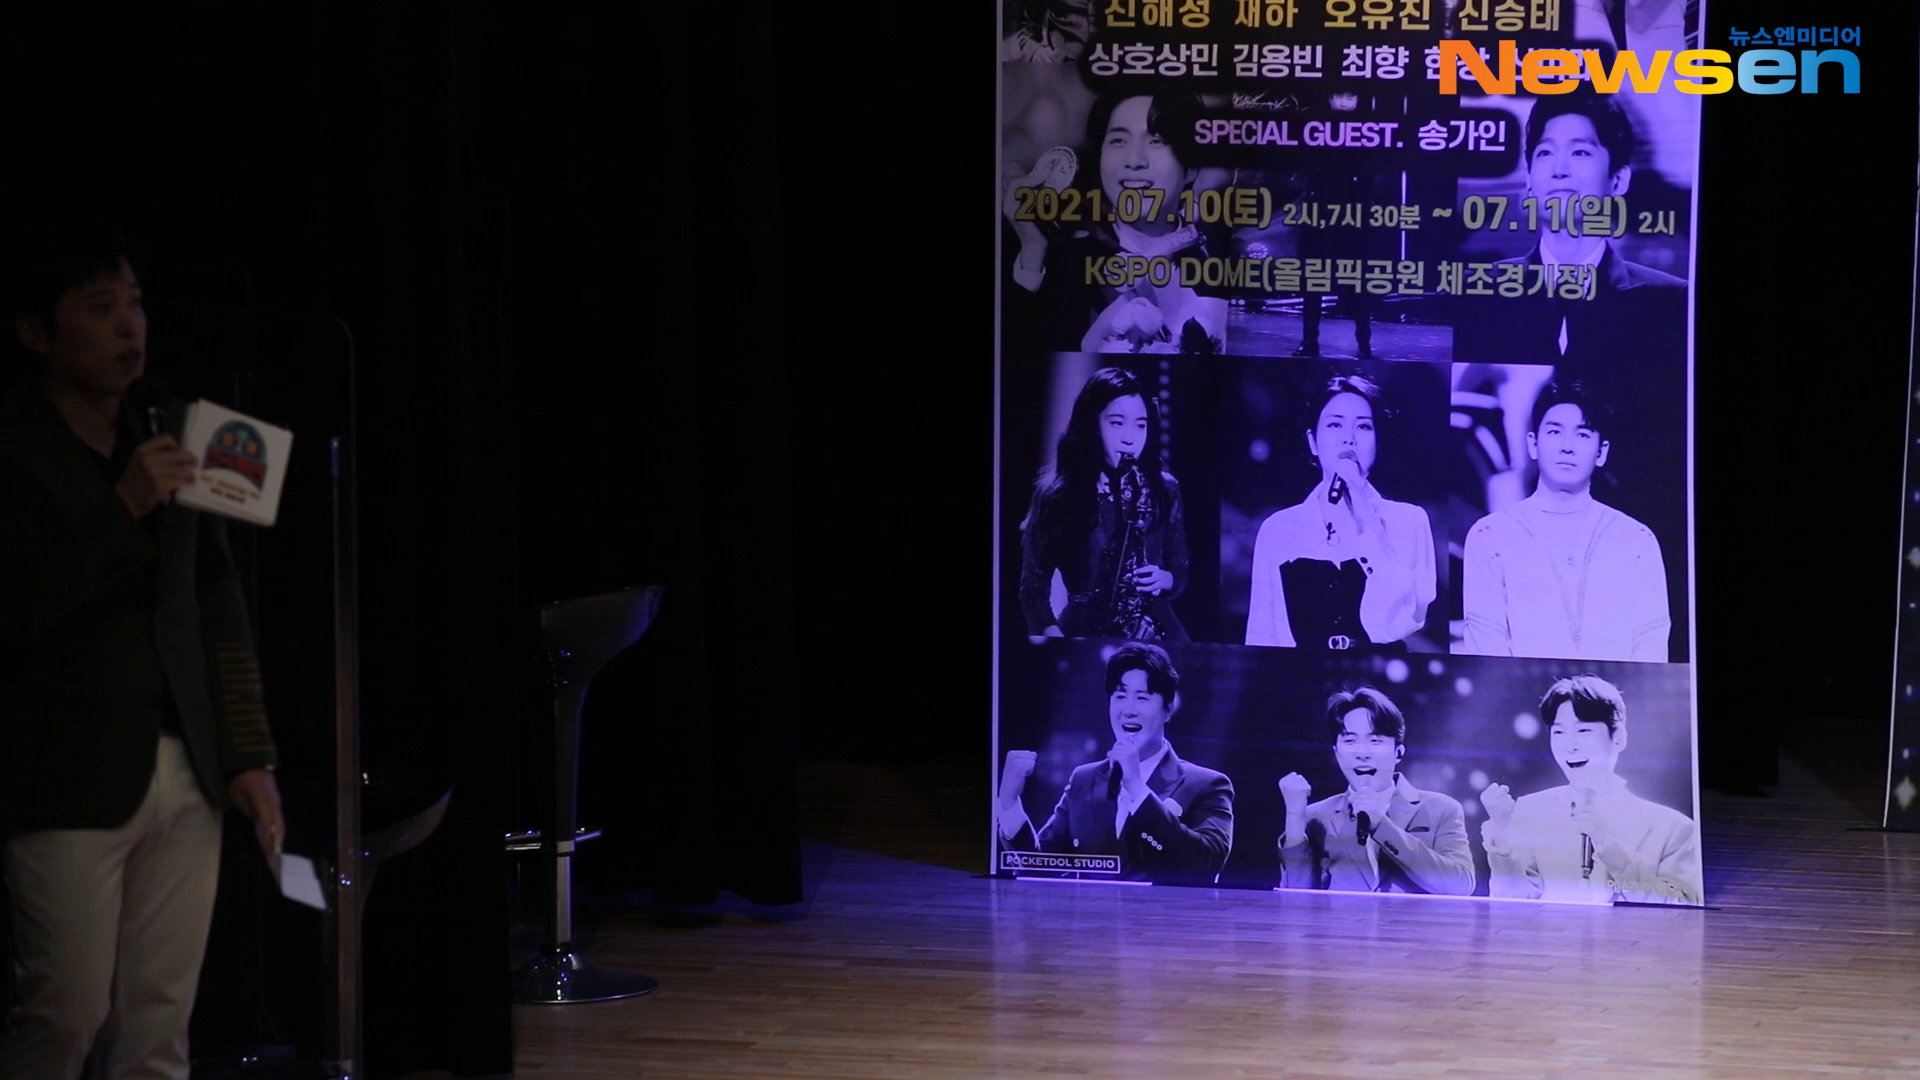 진해성 재하 오유진 신승태
뉴스엔미디어
Newsen
상호상민 김용빈 최향
SPECIAL GUEST. 송가인
2021.07.10(토) 2시,7시 30분 ~ 07.11(일) 2시
KSPO DOME(올림픽공원 체조경기장)
CD
POCKETDOL STUDIO